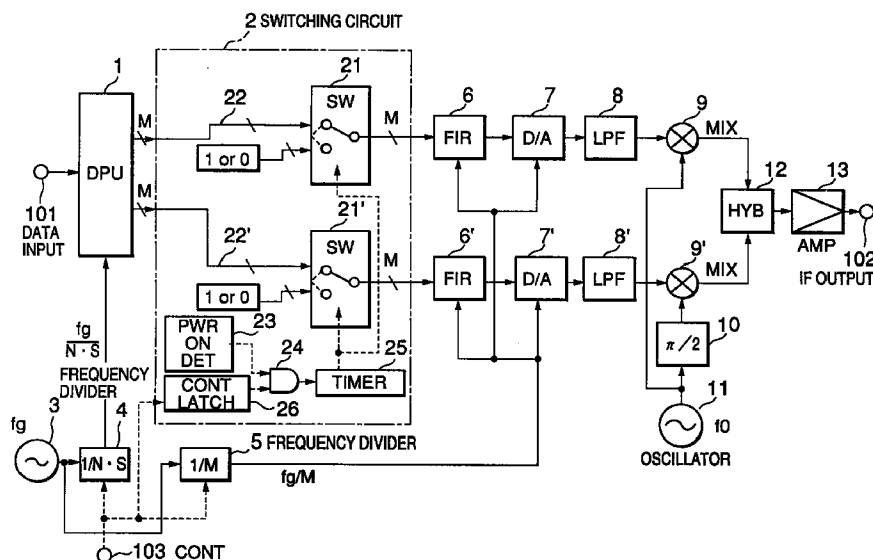 2 SWITCHING CIRCUIT
1
DPU
M
M
22
1 or 0
21
SW
M
6
FIR
7
D/A
8
LPF
9
MIX
12
HYB
13
AMP
102
IF OUTPUT
101
DATA
INPUT
22'
1 or 0
21'
SW
M
6'
FIR
7'
D/A
8'
LPF
9'
MIX
10
π/2
11
f0
OSCILLATOR
PWR
ON
DET
23
24
25
TIMER
CONT
LATCH
26
fg
N·S
FREQUENCY
DIVIDER
fg
3
4
1/N·S
5 FREQUENCY DIVIDER
1/M
fg/M
103 CONT